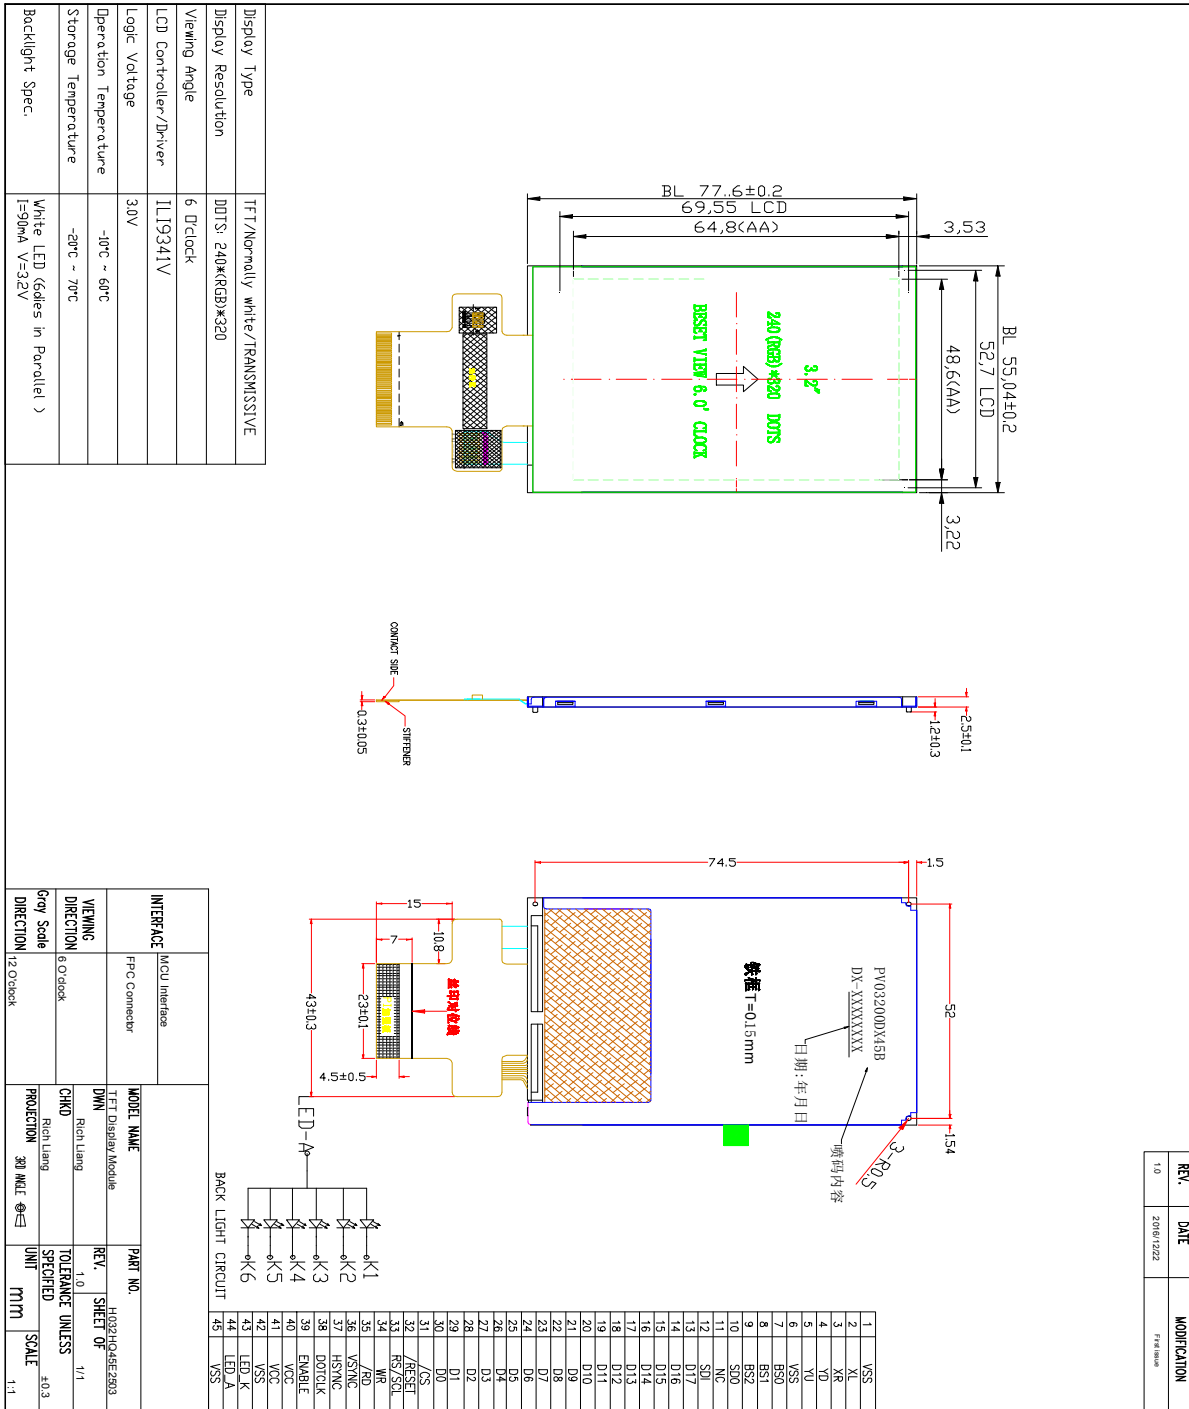 Display Type TFT/Normally white/TRANSMISSIVE
Display Resolution DOTS: 240*(RGB)*320
Viewing Angle 6 O'clock
LCD Controller/Driver ILI9341V
Logic Voltage 3.0V
Operation Temperature -10°C ~ 60°C
Storage Temperature -20°C ~ 70°C
Backlight Spec. White LED (6dies in Parallel )
I=90mA V=3.2V
BL 77..6±0.2
69,55 LCD
64,8(AA)
3,53
BL 55,04±0.2
52,7 LCD
48,6(AA)
3,22
3.2"
240(RGB)*320 DOTS
BESET VIEW 6.0' CLOCK
CONTACT SIDE
STIFFENER
0.3±0.05
2.5±0.1
1.2±0.3
74.5
1.5
15
7
10.8
52
1.54
3-R0.5
PV03200DX45B
DX-XXXXXXXX
日期:年月日
喷码内容
铁框T=0.15mm
丝印对位线
23±0.1
43±0.3
4.5±0.5
LED-A
K1
K2
K3
K4
K5
K6
BACK LIGHT CIRCUIT
1 VSS
2 XL
3 XR
4 YD
5 YU
6 VSS
7 BS0
8 BS1
9 BS2
10 SDO
11 NC
12 SDI
13 D17
14 D16
15 D15
16 D14
17 D13
18 D12
19 D11
20 D10
21 D9
22 D8
23 D7
24 D6
25 D5
26 D4
27 D3
28 D2
29 D1
30 D0
31 /CS
32 /RESET
33 RS/SCL
34 WR
35 /RD
36 VSYNC
37 HSYNC
38 DOTCLK
39 ENABLE
40 VCC
41 VCC
42 VSS
43 LED_K
44 LED_A
45 VSS
REV. DATE MODIFICATION
1.0 2016/12/22 First issue
INTERFACE MCU Interface
FPC Connector
VIEWING DIRECTION 6 O'clock
Gray Scale DIRECTION 12 O'clock
MODEL NAME
TFT Display Module
PART NO.
H032HQ45E2503
DWN
Rich Liang
REV.
1.0
SHEET OF
1/1
CHKD
Rich Liang
TOLERANCE UNLESS SPECIFIED ±0.3
PROJECTION 3RD ANGLE
UNIT mm
SCALE 1:1